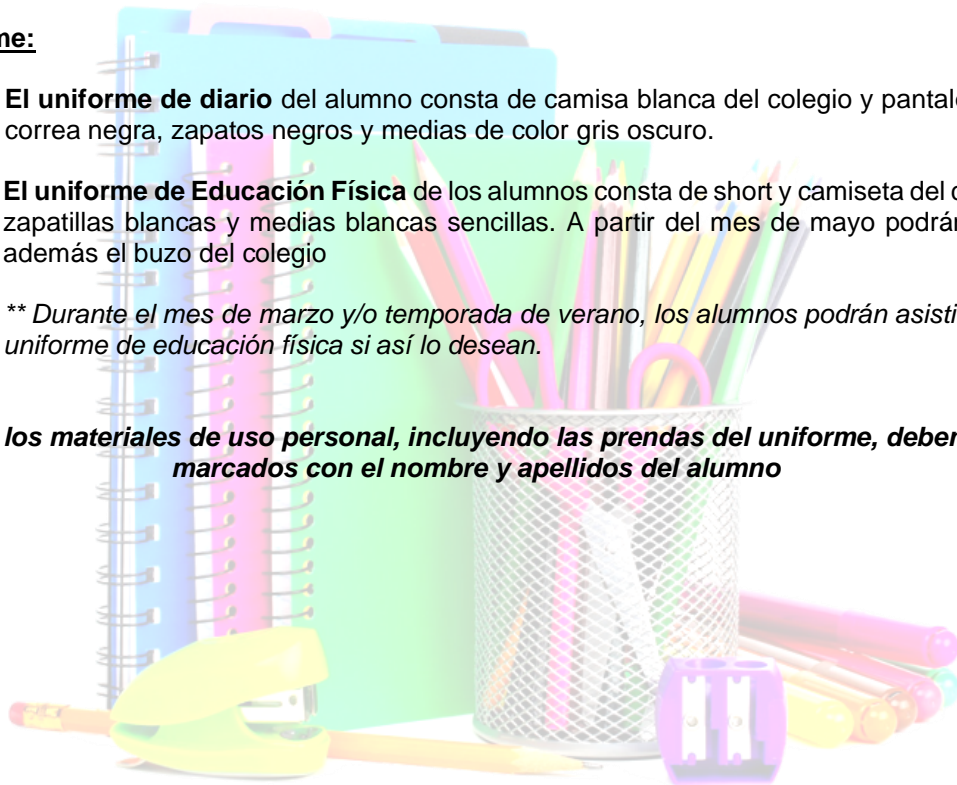 me:
El uniforme de diario del alumno consta de camisa blanca del colegio y
correa negra, zapatos negros y medias de color gris oscuro.
El uniforme de Educación Física de los alumnos consta de short y camiseta del
zapatillas blancas y medias blancas sencillas. A partir del mes de mayo podrán
además el buzo del colegio
** Durante el mes de marzo y/o temporada de verano, los alumnos podrán
uniforme de educación física si así lo desean.
los materiales de uso personal, incluyendo las prendas del uniforme,
marcados con el nombre y apellidos del alumno